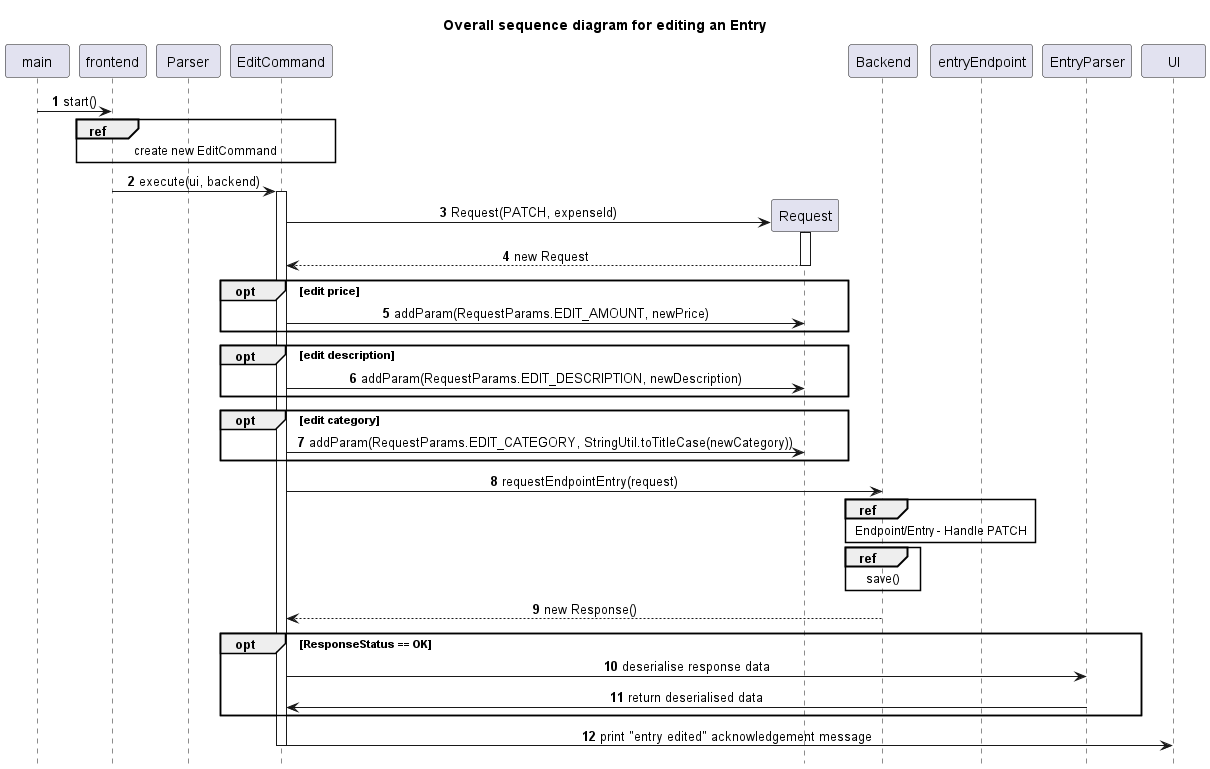 Overall sequence diagram for editing an Entry
main frontend Parser EditCommand Backend entryEndpoint EntryParser UI
1 start()
ref
create new EditCommand
2 execute(ui, backend)
3 Request(PATCH, expenseId)
Request
4 new Request
opt [edit price]
5 addParam(RequestParams.EDIT_AMOUNT, newPrice)
opt [edit description]
6 addParam(RequestParams.EDIT_DESCRIPTION, newDescription)
opt [edit category]
7 addParam(RequestParams.EDIT_CATEGORY, StringUtil.toTitleCase(newCategory))
8 requestEndpointEntry(request)
ref
Endpoint/Entry - Handle PATCH
ref
save()
9 new Response()
opt [ResponseStatus == OK]
10 deserialise response data
11 return deserialised data
12 print "entry edited" acknowledgement message